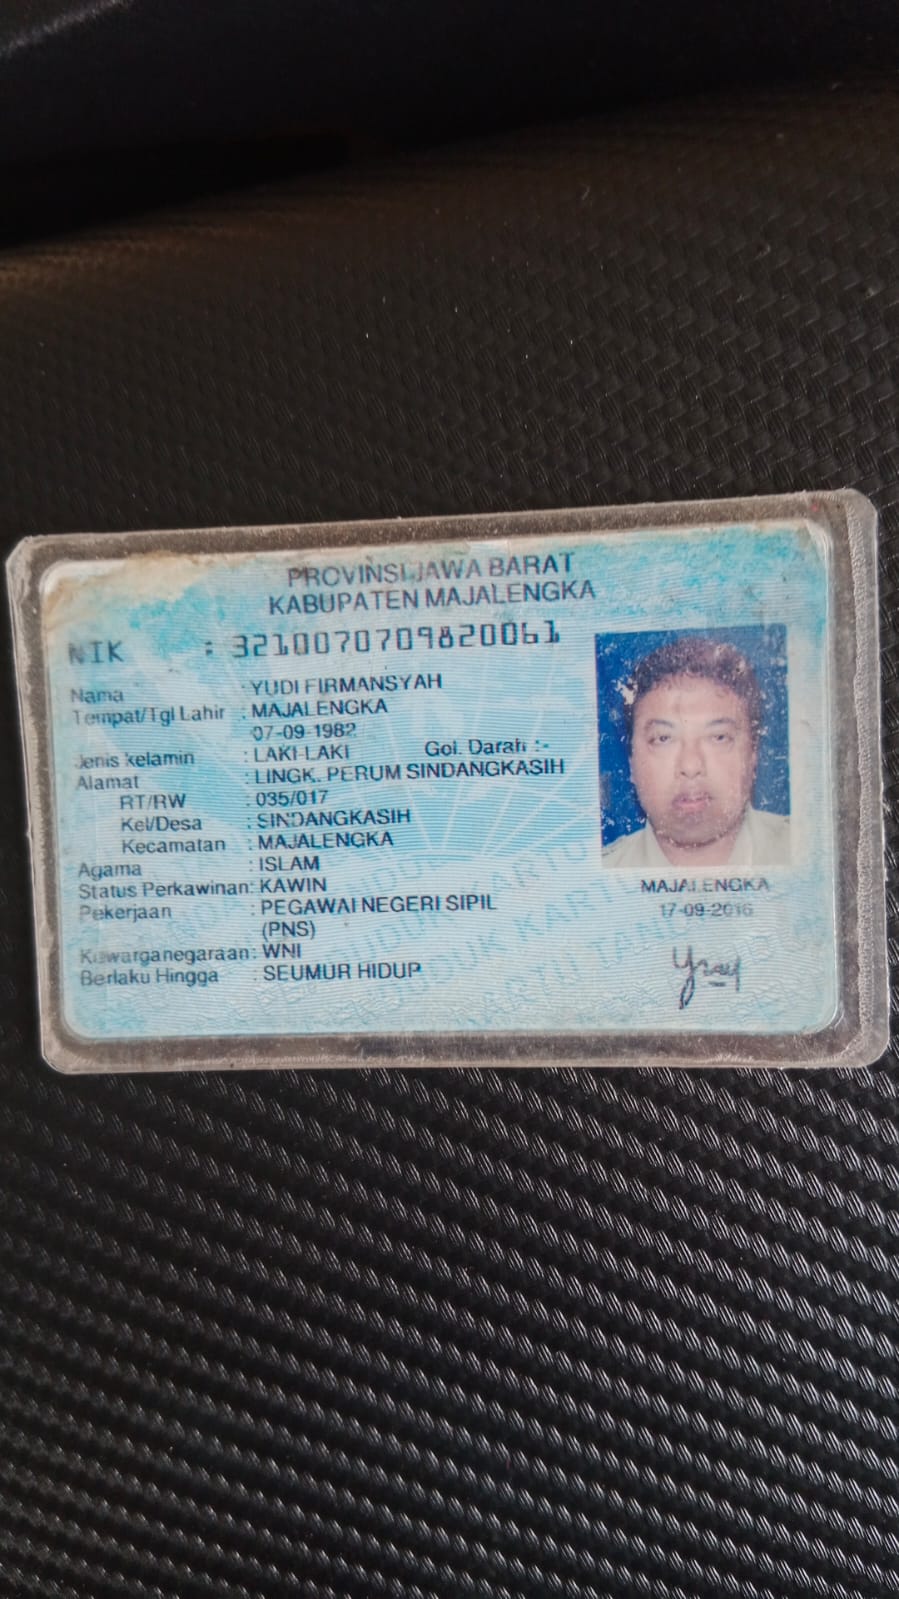 PROVINSI JAWA BARAT
KABUPATEN MAJALENGKA
NIK : 3210070709820061
Nama : YUDI FIRMANSYAH
Tempat/Tgl Lahir : MAJALENGKA
07-09-1982
Jenis kelamin : LAKI-LAKI Gol. Darah :-
Alamat : LINGK. PERUM SINDANGKASIH
RT/RW : 035/017
Kel/Desa : SINDANGKASIH
Kecamatan : MAJALENGKA
Agama : ISLAM
Status Perkawinan: KAWIN
Pekerjaan : PEGAWAI NEGERI SIPIL
(PNS)
Kewarganegaraan: WNI
Berlaku Hingga : SEUMUR HIDUP
MAJALENGKA
17-09-2016